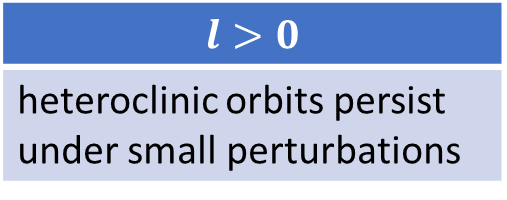 l > 0
heteroclinic orbits persist
under small perturbations